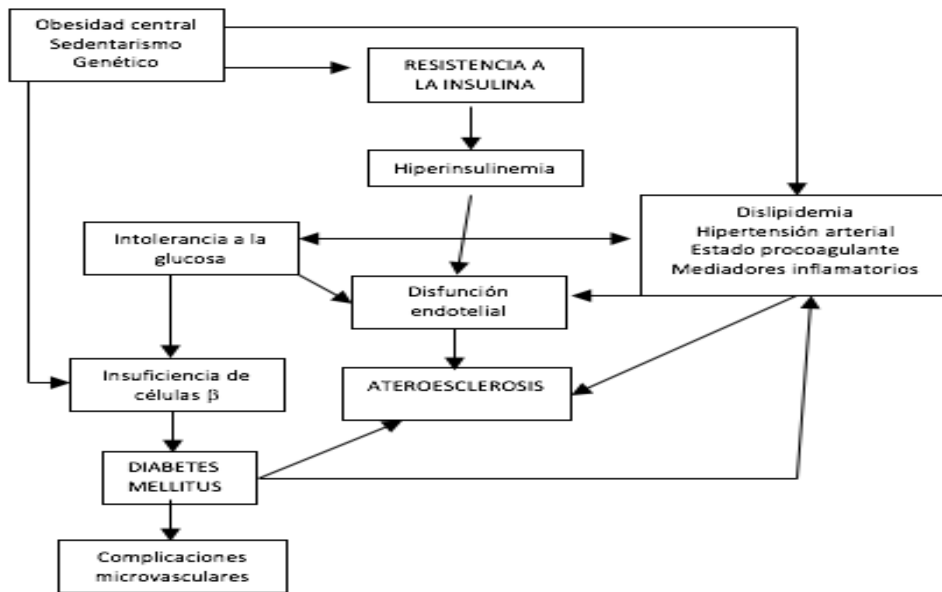 Obesidad central
Sedentarismo
Genético
RESISTENCIA A
LA INSULINA
Hiperinsulinemia
Dislipidemia
Hipertensión arterial
Estado procoagulante
Mediadores inflamatorios
Intolerancia a la
glucosa
Disfunción
endotelial
Insuficiencia de
células β
ATEROESCLEROSIS
DIABETES
MELLITUS
Complicaciones
microvasculares